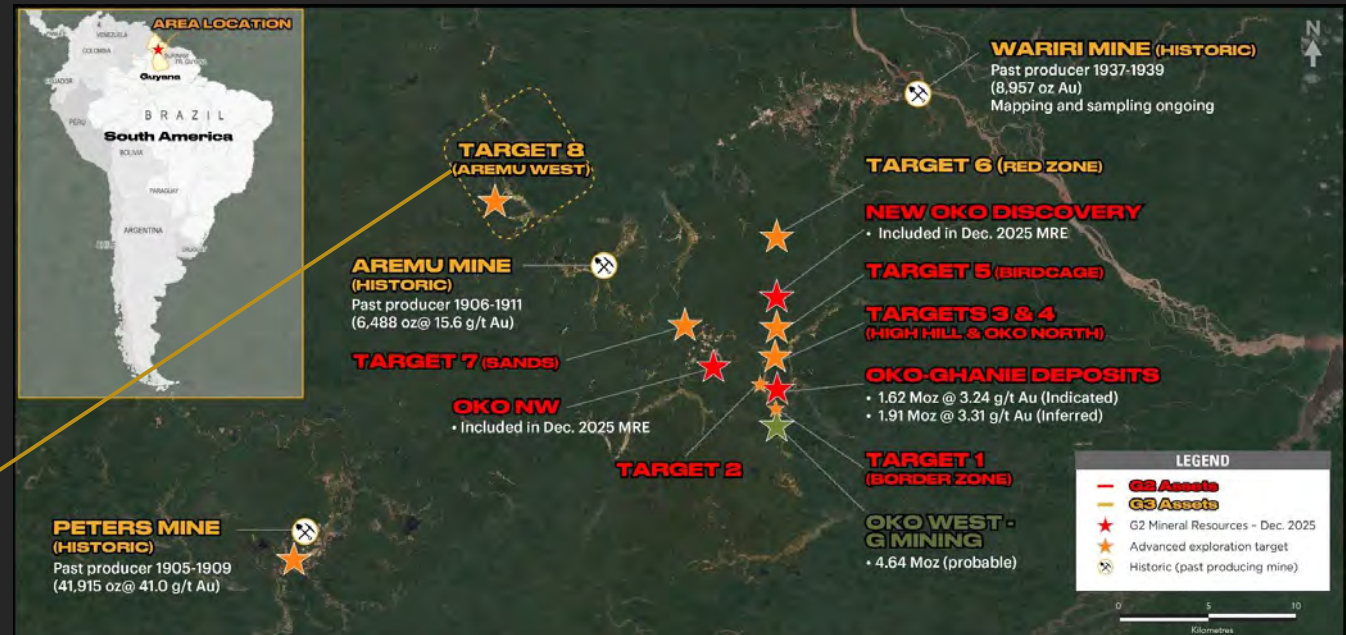 AREA LOCATION
VENEZUELA
COLOMBIA
Guyana
ECUADOR
BRAZIL
PERU
South America
BOLIVIA
PARAGUAY
ARGENTINA
N
WARIRI MINE (HISTORIC)
Past producer 1937-1939
(8,957 oz Au)
Mapping and sampling ongoing
TARGET 8
(AREMU WEST)
TARGET 6 (RED ZONE)
NEW OKO DISCOVERY
• Included in Dec. 2025 MRE
AREMU MINE
(HISTORIC)
Past producer 1906-1911
(6,488 oz@ 15.6 g/t Au)
TARGET 5 (BIRDCAGE)
TARGETS 3 & 4
(HIGH HILL & OKO NORTH)
TARGET 7 (SANDS)
OKO-GHANIE DEPOSITS
• 1.62 Moz @ 3.24 g/t Au (Indicated)
• 1.91 Moz @ 3.31 g/t Au (Inferred)
OKO NW
• Included in Dec. 2025 MRE
TARGET 2
TARGET 1
(BORDER ZONE)
OKO WEST -
G MINING
• 4.64 Moz (probable)
PETERS MINE
(HISTORIC)
Past producer 1905-1909
(41,915 oz@ 41.0 g/t Au)
LEGEND
G2 Assets
G3 Assets
G2 Mineral Resources - Dec. 2025
Advanced exploration target
Historic (past producing mine)
0 5 10
Kilometres